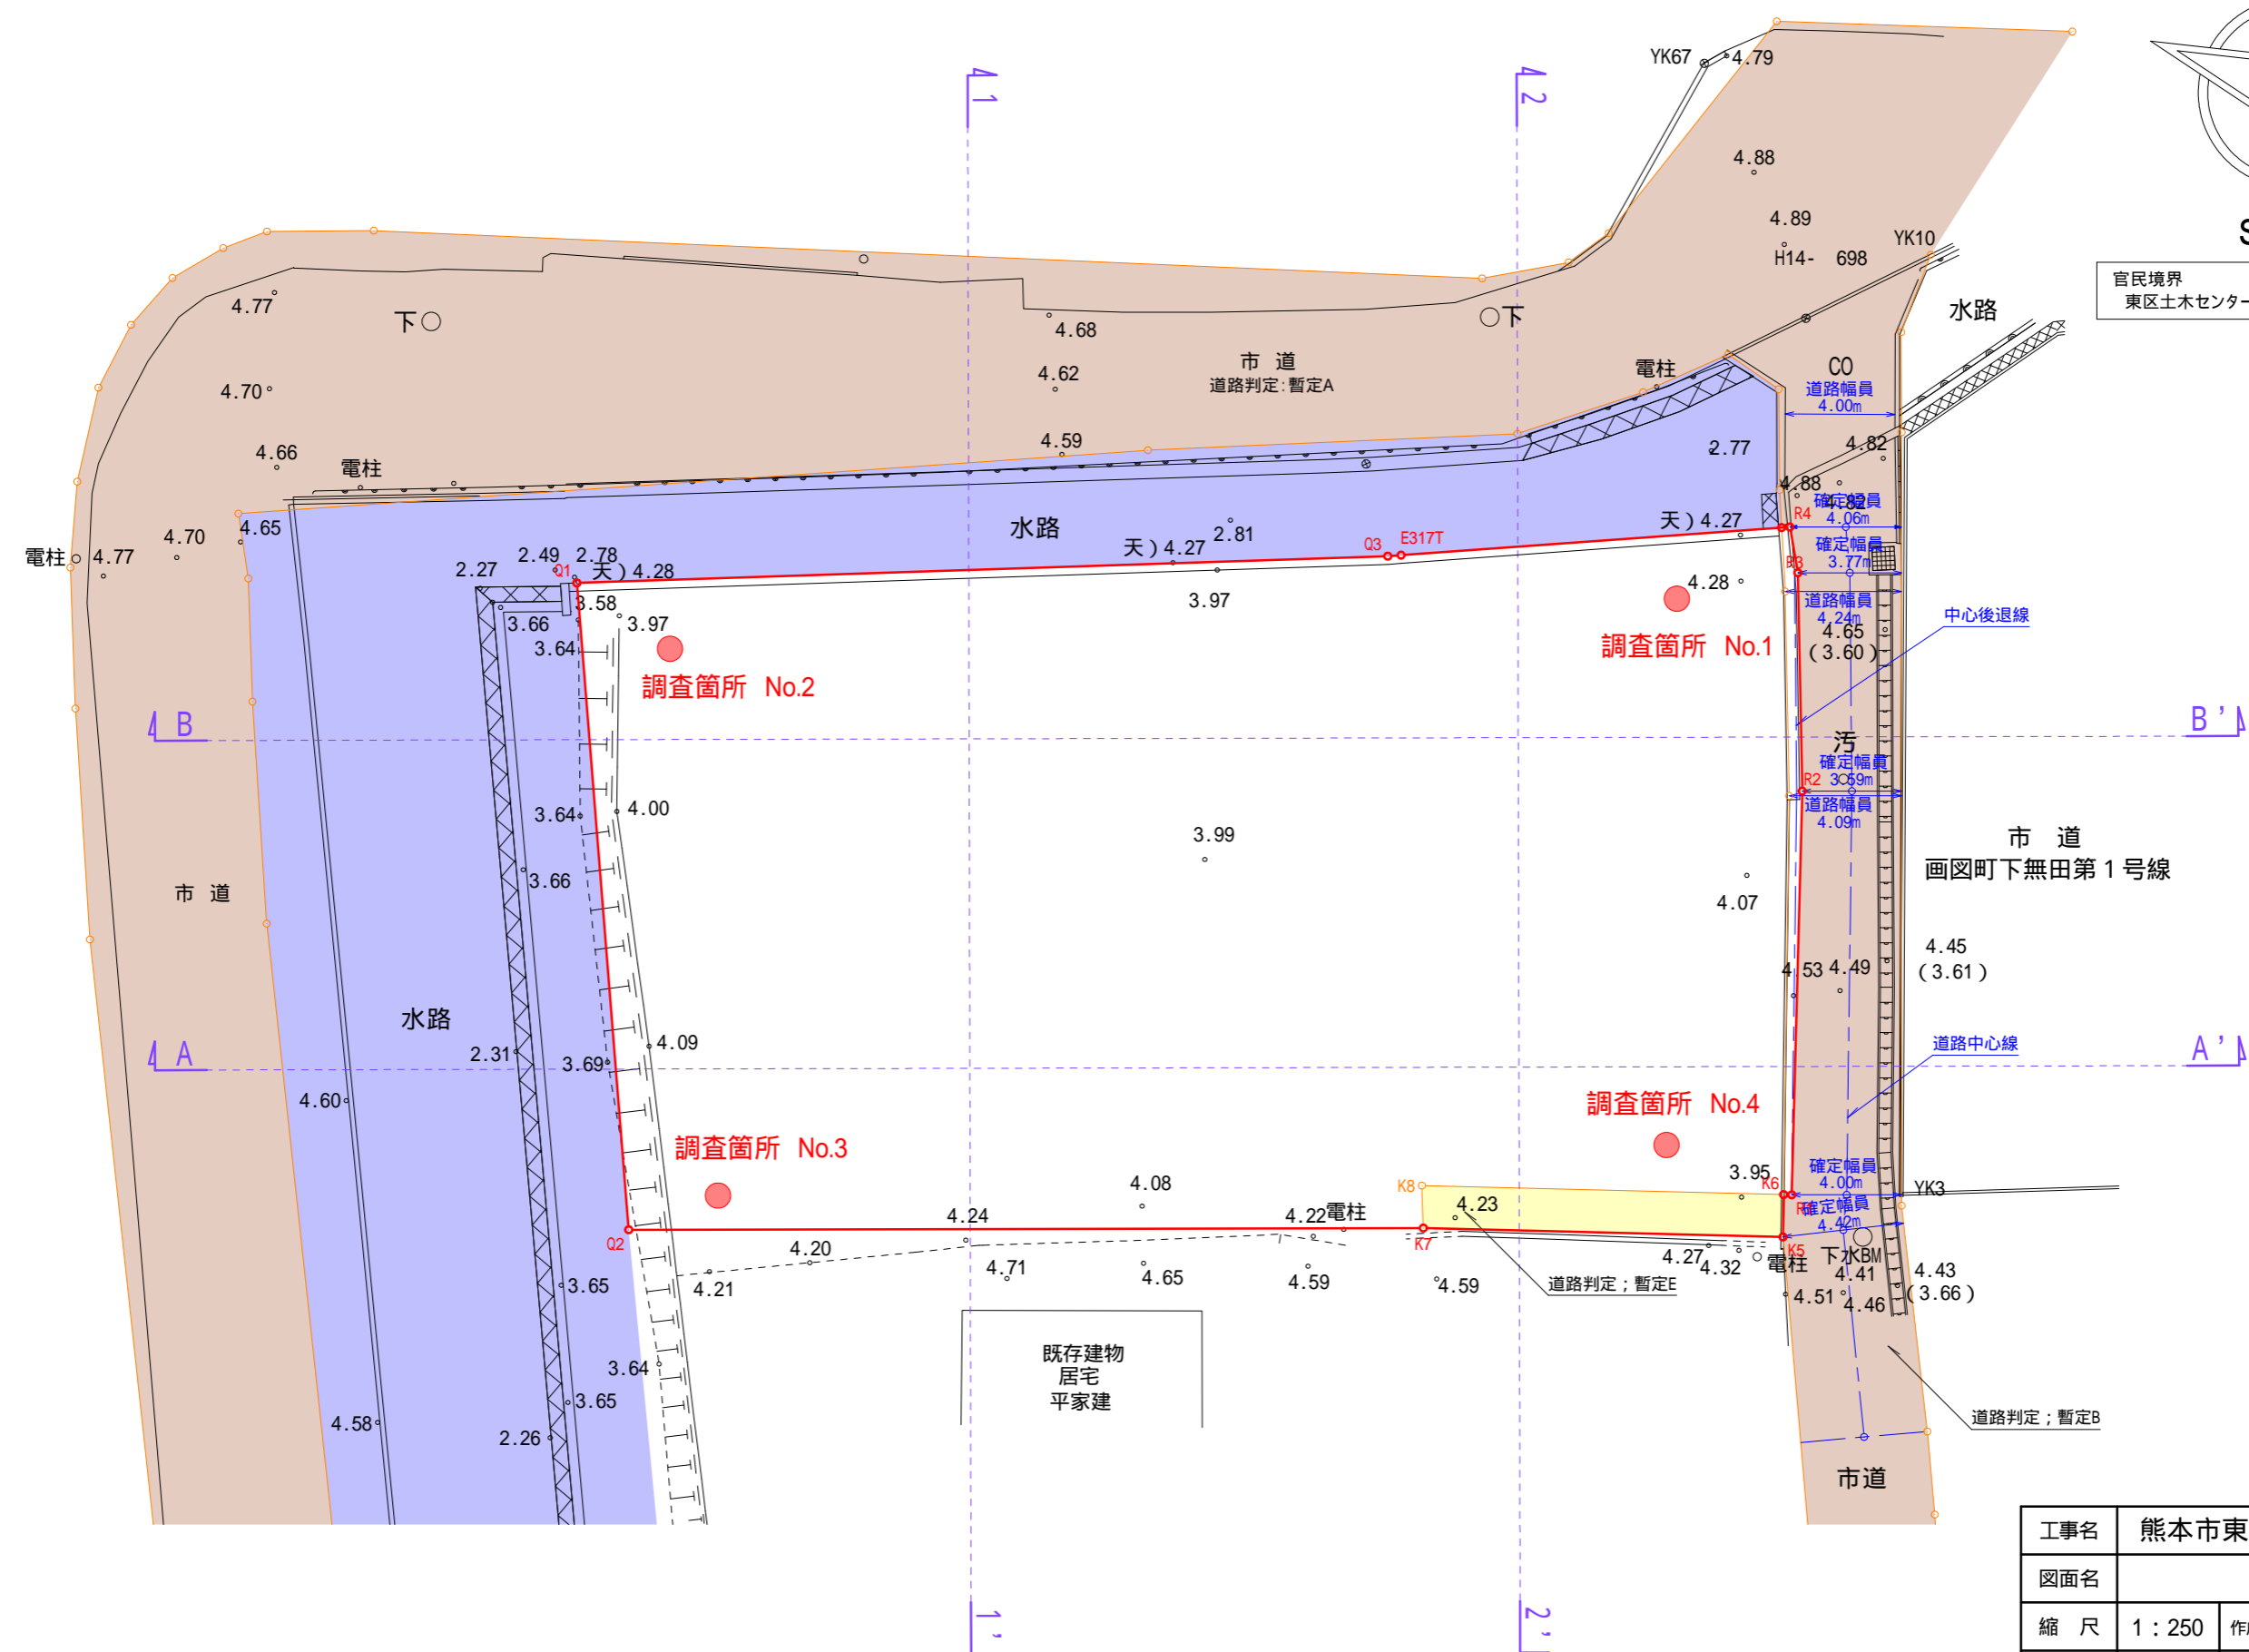 YK67
4.79
1
2
4.88
4.89
YK10
H14- 698
S
官民境界
東区土木センター
水路
4.77
下
4.68
下
市 道
道路判定:暫定A
4.62
電柱
CO
道路幅員
4.00m
4.70
4.59
4.82
2.77
4.66
電柱
4.88
確定幅員
4.82
4.06m
R4
4.65
4.70
電柱
4.77
水路
2.81
天)4.27
Q3
E317T
天)4.27
確定幅員
3.77m
R3
2.49
2.78
2.27
Q1
天)4.28
3.58
3.97
3.97
4.28
道路幅員
4.24m
中心後退線
3.66
3.64
4.65
(3.60)
調査箇所 No.1
調査箇所 No.2
B
B'
汚
確定幅員
3.59m
R2
道路幅員
4.09m
3.64
4.00
3.99
市 道
画図町下無田第1号線
3.66
市 道
4.07
4.45
(3.61)
4.53
4.49
水路
2.31
4.09
3.69
A
A'
道路中心線
4.60
調査箇所 No.4
調査箇所 No.3
3.95
K6
確定幅員
4.00m
YK3
K8
4.08
4.23
確定幅員
4.42m
4.24
4.22
電柱
Q2
K7
K5
4.20
4.27
4.32
電柱
下水BM
4.41
4.21
4.71
4.65
4.59
4.59
道路判定;暫定E
4.43
(3.66)
3.65
4.51
4.46
既存建物
居宅
平家建
3.64
3.65
4.58
2.26
道路判定;暫定B
市道
工事名
熊本市東
図面名
縮 尺
1:250
1'
2'